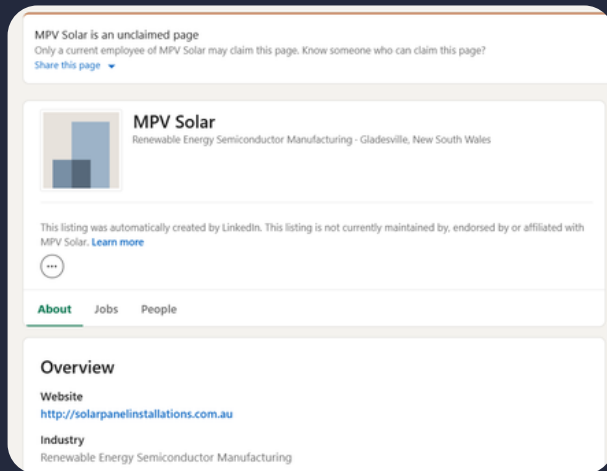 MPV Solar is an unclaimed page
Only a current employee of MPV Solar may claim this page. Know someone who can claim this page?
Share this page
MPV Solar
Renewable Energy Semiconductor Manufacturing · Gladesville, New South Wales
This listing was automatically created by LinkedIn. This listing is not currently maintained by, endorsed by or affiliated with
MPV Solar. Learn more
About Jobs People
Overview
Website
http://solarpanelinstallations.com.au
Industry
Renewable Energy Semiconductor Manufacturing